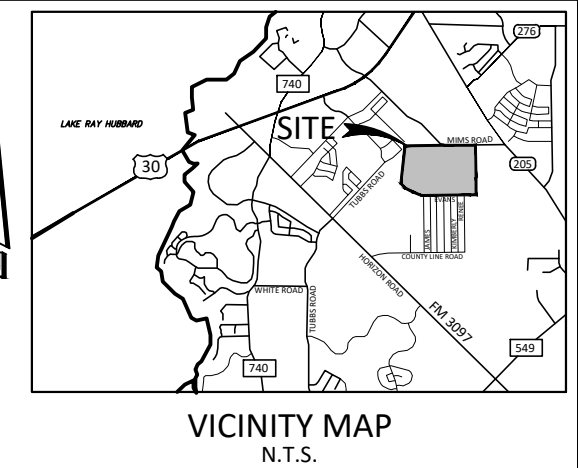 276
740
LAKE RAY HUBBARD
SITE
MIMS ROAD
30
205
TUBBS ROAD
EVANS
JAMES
KIMBERLY
RENEE
COUNTY LINE ROAD
HORIZON ROAD
WHITE ROAD
TUBBS ROAD
FM 3097
549
740
VICINITY MAP
N.T.S.